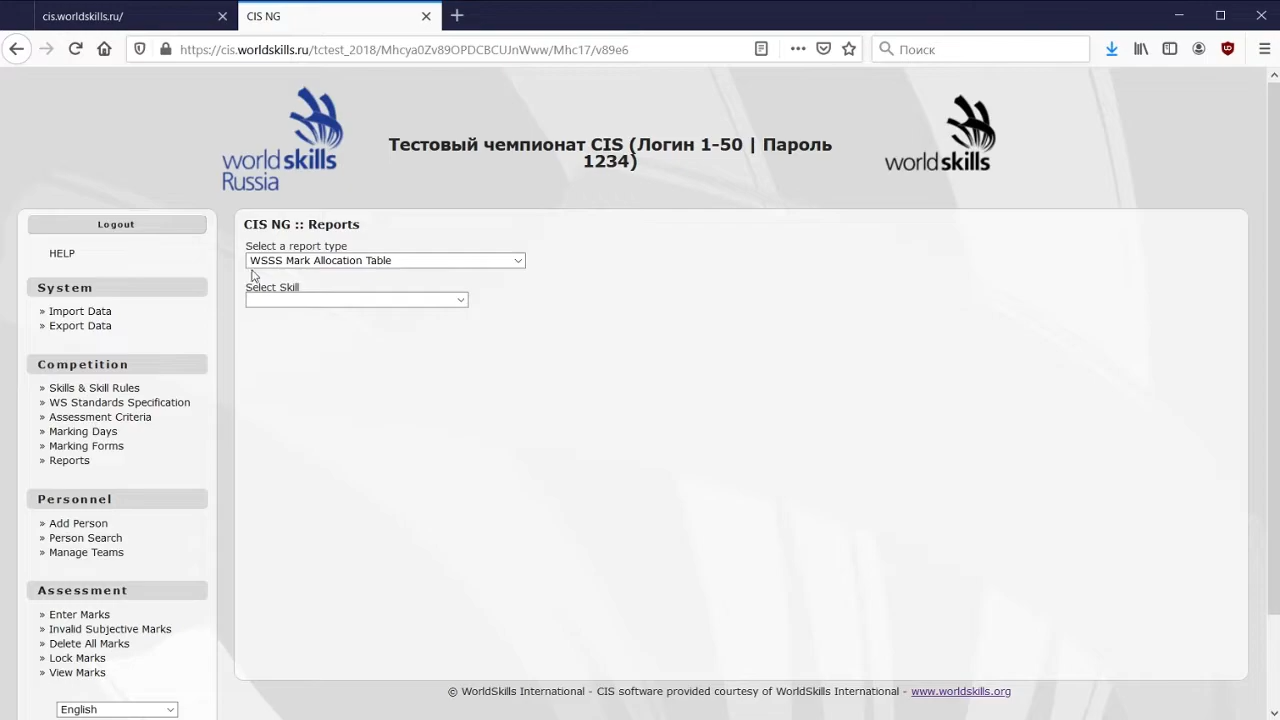 cis.worldskills.ru/
CIS NG
https://cis.worldskills.ru/tctest_2018/Mhcya0Zv89OPDCBCUJnWww/Mhc17/v89e6
Поиск
world skills
Russia
Тестовый чемпионат CIS (Логин 1-50 | Пароль
1234)
world skills
Logout
HELP
System
» Import Data
» Export Data
Competition
» Skills & Skill Rules
» WS Standards Specification
» Assessment Criteria
» Marking Days
» Marking Forms
» Reports
Personnel
» Add Person
» Person Search
» Manage Teams
Assessment
» Enter Marks
» Invalid Subjective Marks
» Delete All Marks
» Lock Marks
» View Marks
English
CIS NG :: Reports
Select a report type
WSSS Mark Allocation Table
Select Skill
© WorldSkills International - CIS software provided courtesy of WorldSkills International - www.worldskills.org